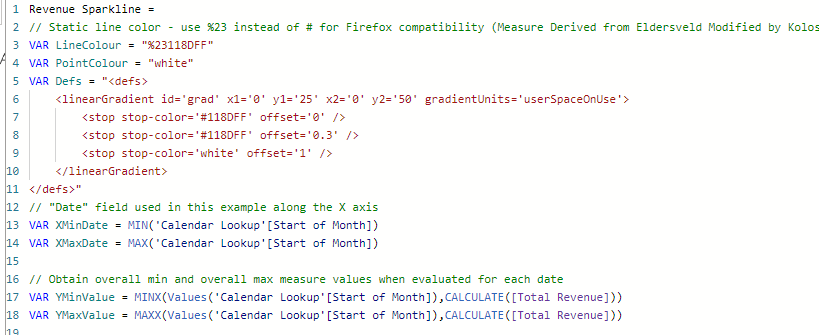 1 Revenue Sparkline =
2 // Static line color - use %23 instead of # for Firefox compatibility (Measure Derived from Eldersveld Modified by Kolos
3 VAR LineColour = "%23118DFF"
4 VAR PointColour = "white"
5 VAR Defs = "<defs>
6 <linearGradient id='grad' x1='0' y1='25' x2='0' y2='50' gradientUnits='userSpaceOnUse'>
7 <stop stop-color='#118DFF' offset='0' />
8 <stop stop-color='#118DFF' offset='0.3' />
9 <stop stop-color='white' offset='1' />
10 </linearGradient>
11 </defs>"
12 // "Date" field used in this example along the X axis
13 VAR XMinDate = MIN('Calendar Lookup'[Start of Month])
14 VAR XMaxDate = MAX('Calendar Lookup'[Start of Month])
15
16 // Obtain overall min and overall max measure values when evaluated for each date
17 VAR YMinValue = MINX(Values('Calendar Lookup'[Start of Month]),CALCULATE([Total Revenue]))
18 VAR YMaxValue = MAXX(Values('Calendar Lookup'[Start of Month]),CALCULATE([Total Revenue]))
19